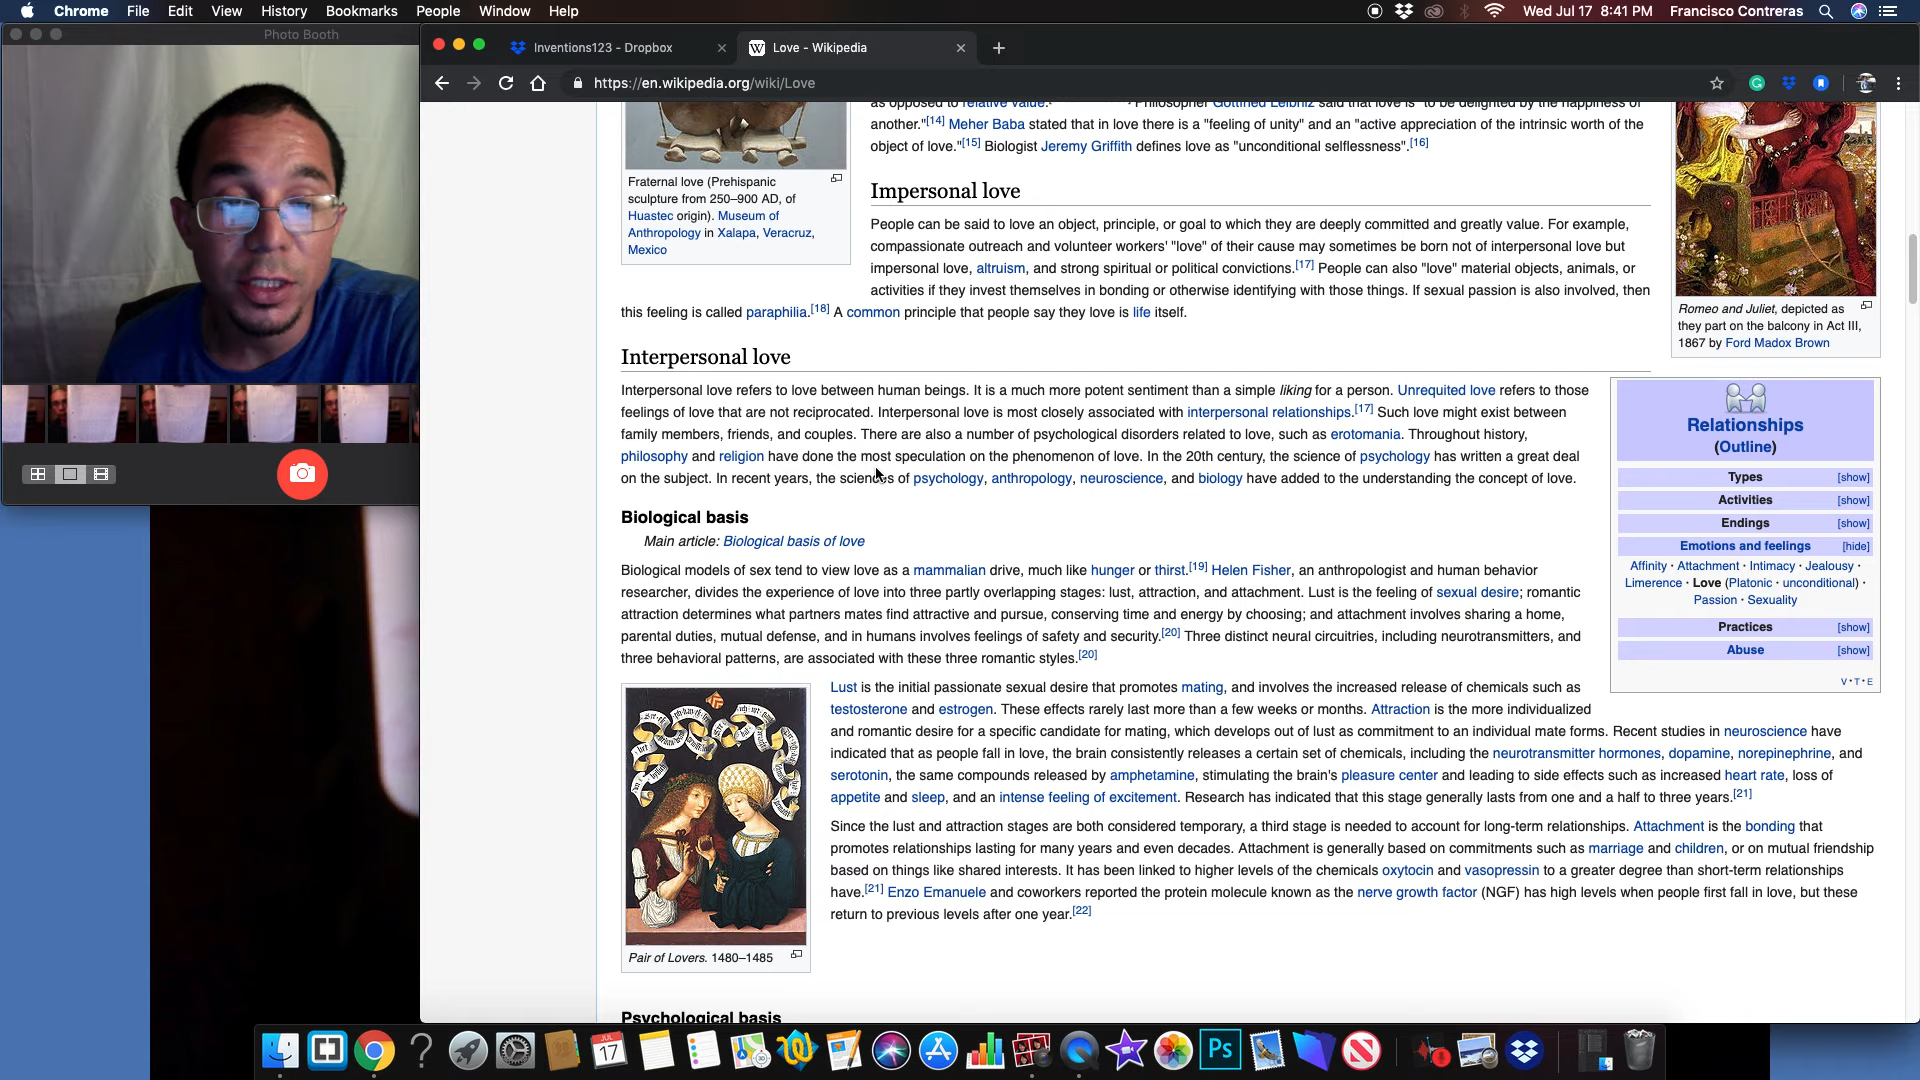 Chrome File Edit View History Bookmarks People Window Help
Wed Jul 17 8:41 PM Francisco Contreras
Photo Booth
Inventions123 - Dropbox
Love - Wikipedia
https://en.wikipedia.org/wiki/Love
as opposed to relative value. Philosopher Gottfried Leibniz said that love is "to be delighted by the happiness of
another."[14] Meher Baba stated that in love there is a "feeling of unity" and an "active appreciation of the intrinsic worth of the
object of love."[15] Biologist Jeremy Griffith defines love as "unconditional selflessness".[16]
Fraternal love (Prehispanic
sculpture from 250–900 AD, of
Huastec origin). Museum of
Anthropology in Xalapa, Veracruz,
Mexico
Impersonal love
People can be said to love an object, principle, or goal to which they are deeply committed and greatly value. For example,
compassionate outreach and volunteer workers' "love" of their cause may sometimes be born not of interpersonal love but
impersonal love, altruism, and strong spiritual or political convictions.[17] People can also "love" material objects, animals, or
activities if they invest themselves in bonding or otherwise identifying with those things. If sexual passion is also involved, then
this feeling is called paraphilia.[18] A common principle that people say they love is life itself.
Romeo and Juliet, depicted as
they part on the balcony in Act III,
1867 by Ford Madox Brown
Interpersonal love
Interpersonal love refers to love between human beings. It is a much more potent sentiment than a simple liking for a person. Unrequited love refers to those
feelings of love that are not reciprocated. Interpersonal love is most closely associated with interpersonal relationships.[17] Such love might exist between
family members, friends, and couples. There are also a number of psychological disorders related to love, such as erotomania. Throughout history,
philosophy and religion have done the most speculation on the phenomenon of love. In the 20th century, the science of psychology has written a great deal
on the subject. In recent years, the sciences of psychology, anthropology, neuroscience, and biology have added to the understanding the concept of love.
Relationships
(Outline)
Types [show]
Activities [show]
Endings [show]
Emotions and feelings [hide]
Affinity · Attachment · Intimacy · Jealousy ·
Limerence · Love (Platonic · unconditional) ·
Passion · Sexuality
Practices [show]
Abuse [show]
V · T · E
Biological basis
Main article: Biological basis of love
Biological models of sex tend to view love as a mammalian drive, much like hunger or thirst.[19] Helen Fisher, an anthropologist and human behavior
researcher, divides the experience of love into three partly overlapping stages: lust, attraction, and attachment. Lust is the feeling of sexual desire; romantic
attraction determines what partners mates find attractive and pursue, conserving time and energy by choosing; and attachment involves sharing a home,
parental duties, mutual defense, and in humans involves feelings of safety and security.[20] Three distinct neural circuitries, including neurotransmitters, and
three behavioral patterns, are associated with these three romantic styles.[20]
Lust is the initial passionate sexual desire that promotes mating, and involves the increased release of chemicals such as
testosterone and estrogen. These effects rarely last more than a few weeks or months. Attraction is the more individualized
and romantic desire for a specific candidate for mating, which develops out of lust as commitment to an individual mate forms. Recent studies in neuroscience have
indicated that as people fall in love, the brain consistently releases a certain set of chemicals, including the neurotransmitter hormones, dopamine, norepinephrine, and
serotonin, the same compounds released by amphetamine, stimulating the brain's pleasure center and leading to side effects such as increased heart rate, loss of
appetite and sleep, and an intense feeling of excitement. Research has indicated that this stage generally lasts from one and a half to three years.[21]
Since the lust and attraction stages are both considered temporary, a third stage is needed to account for long-term relationships. Attachment is the bonding that
promotes relationships lasting for many years and even decades. Attachment is generally based on commitments such as marriage and children, or on mutual friendship
based on things like shared interests. It has been linked to higher levels of the chemicals oxytocin and vasopressin to a greater degree than short-term relationships
have.[21] Enzo Emanuele and coworkers reported the protein molecule known as the nerve growth factor (NGF) has high levels when people first fall in love, but these
return to previous levels after one year.[22]
Pair of Lovers. 1480–1485
Psychological basis
JUL
17
Ps